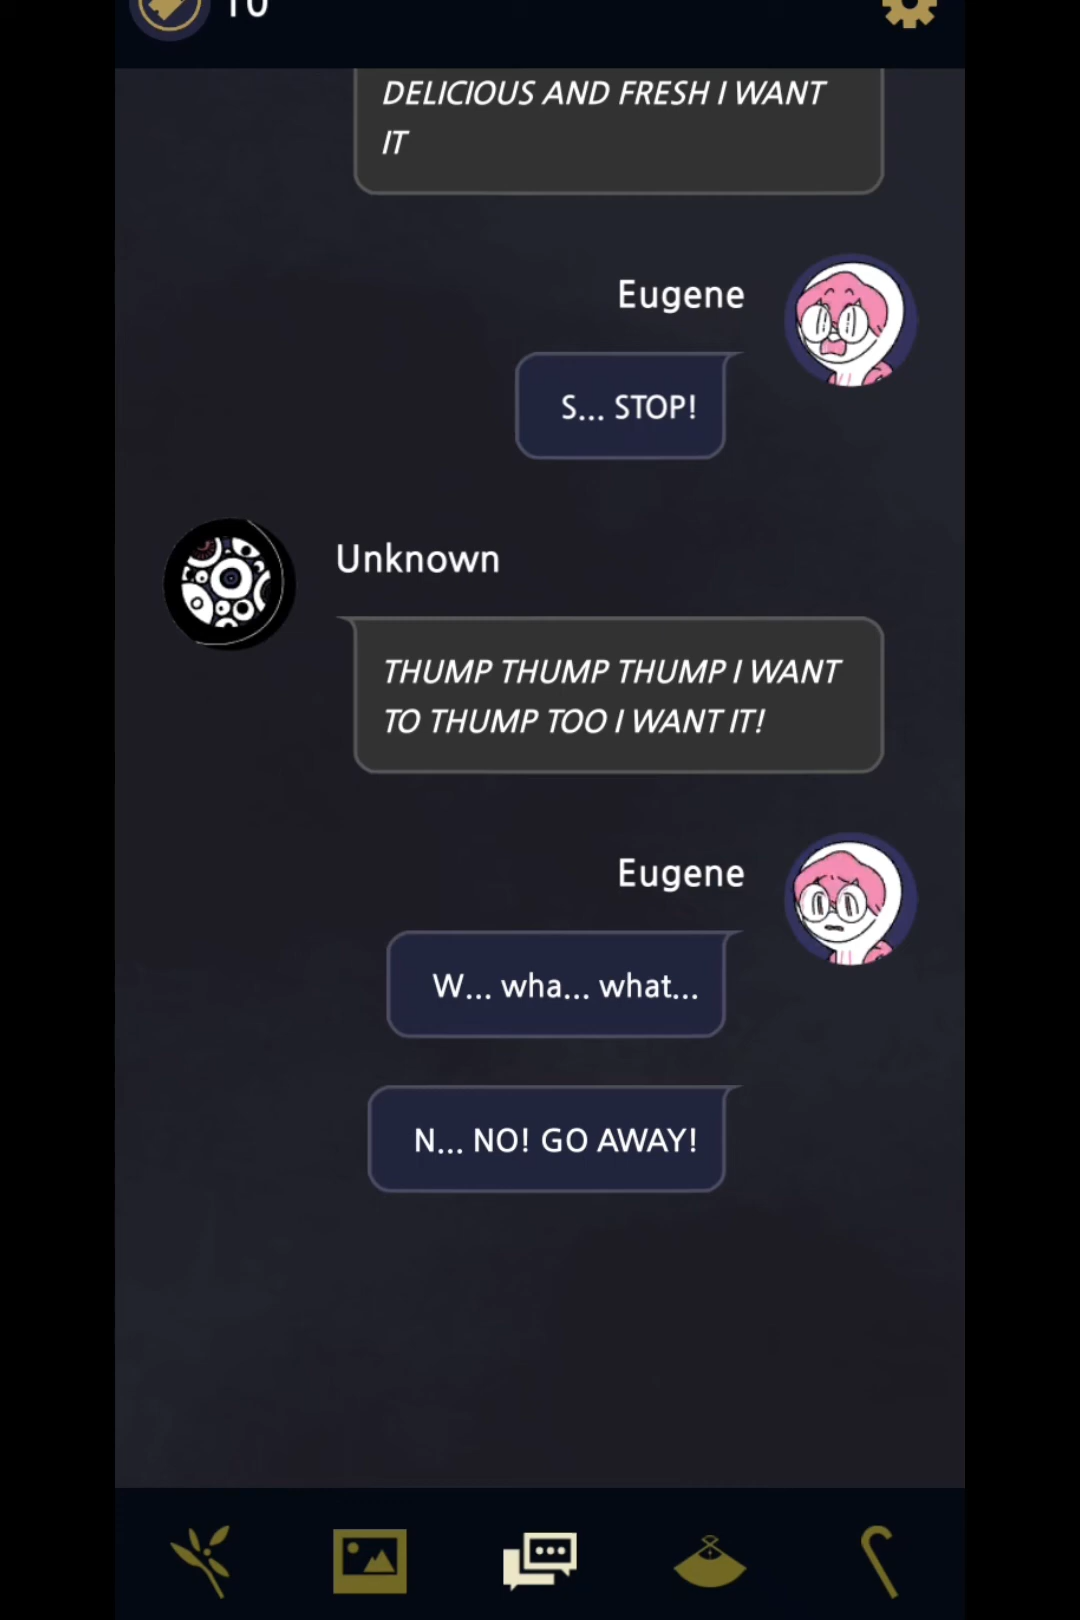 10
DELICIOUS AND FRESH I WANT
IT
Eugene
S... STOP!
Unknown
THUMP THUMP THUMP I WANT
TO THUMP TOO I WANT IT!
Eugene
W... wha... what...
N... NO! GO AWAY!